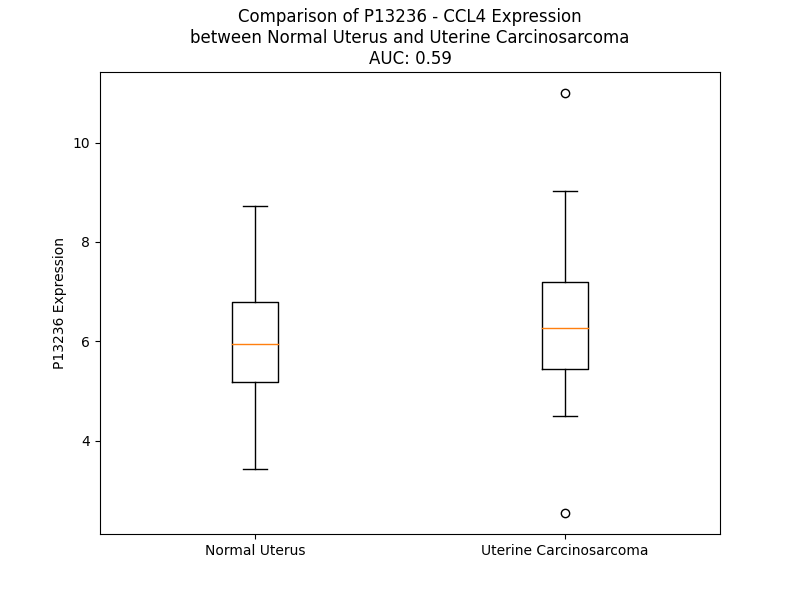 Comparison of P13236 - CCL4 Expression
between Normal Uterus and Uterine Carcinosarcoma
AUC: 0.59
P13236 Expression
10
8
6
4
Normal Uterus
Uterine Carcinosarcoma